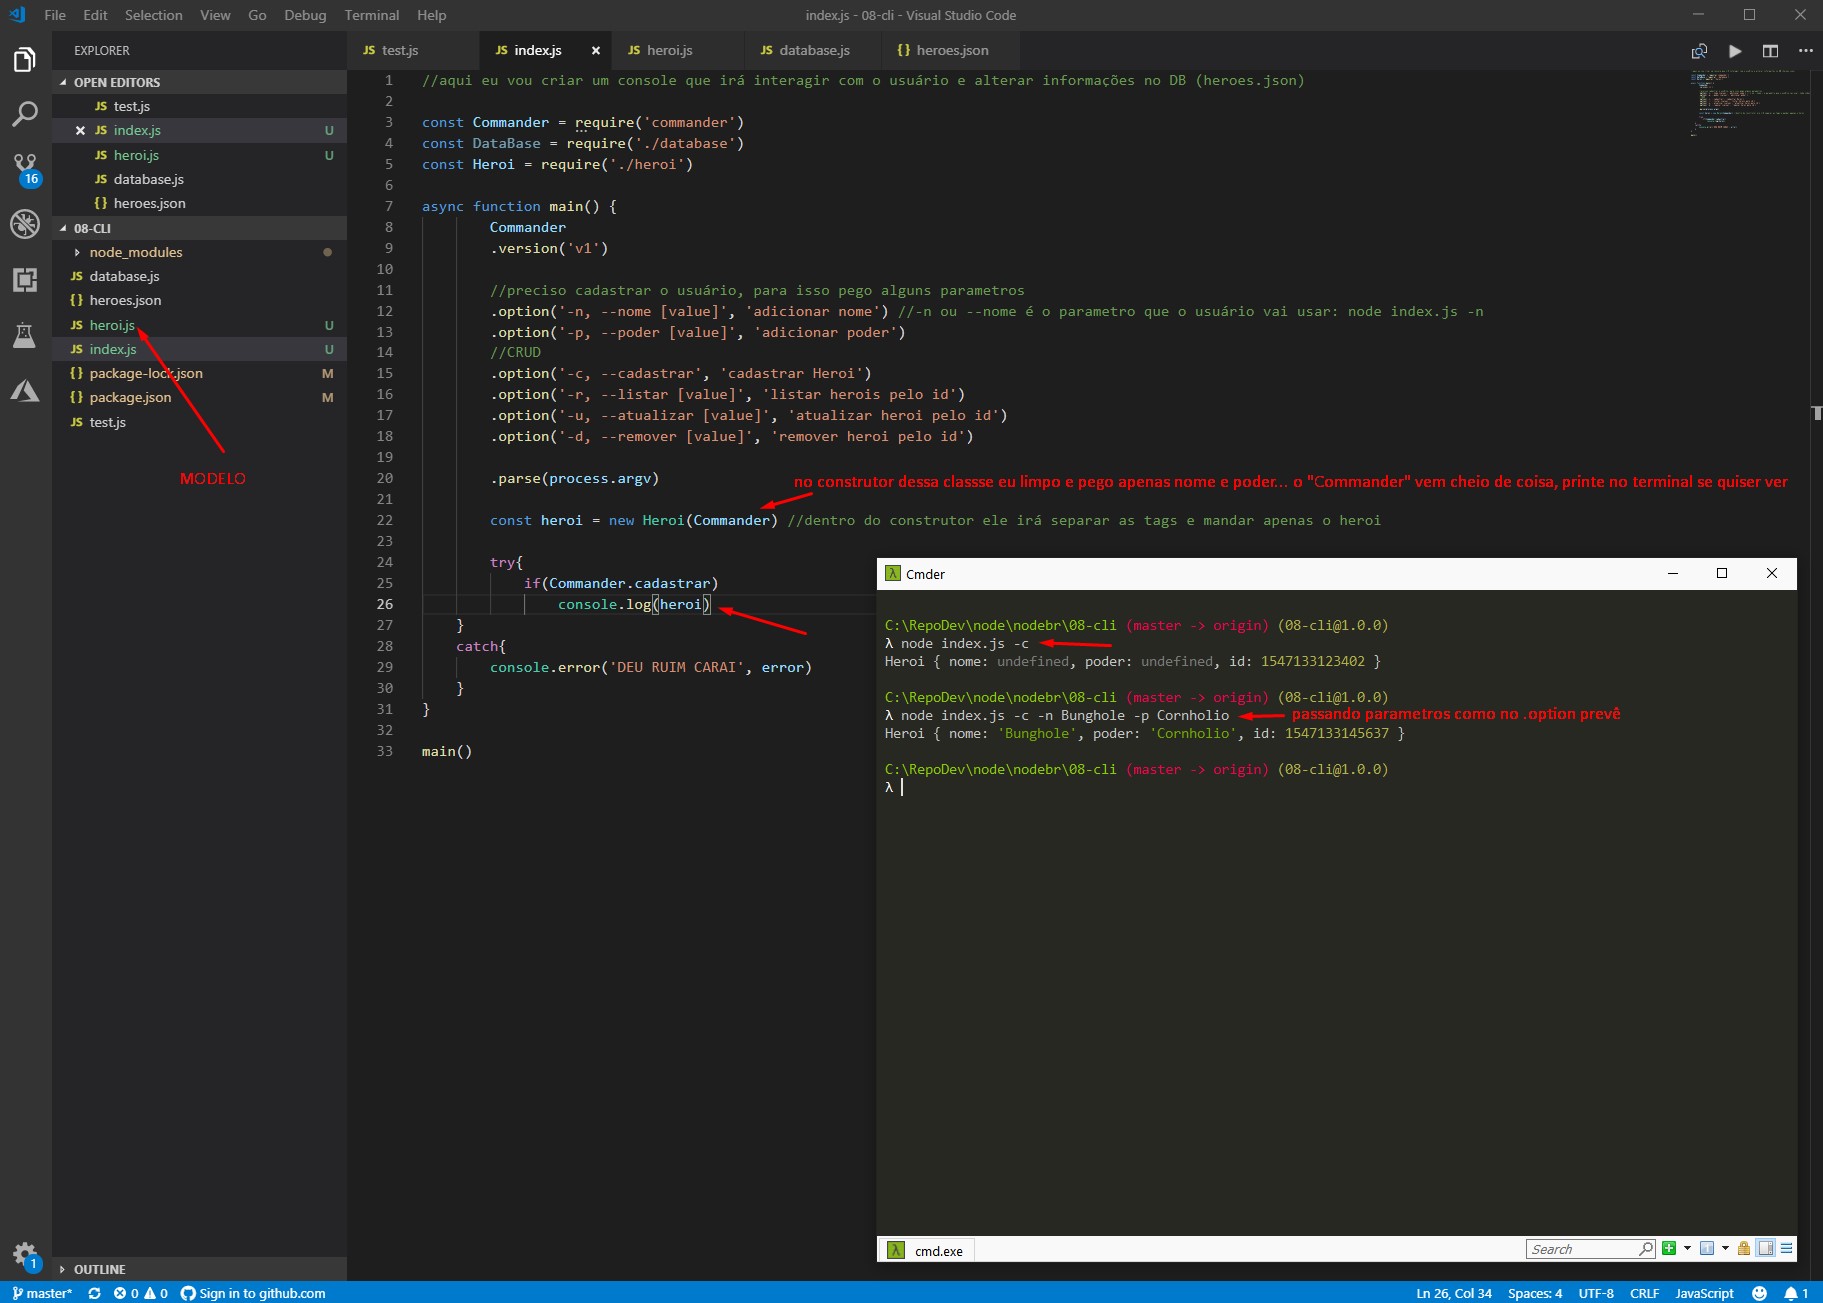 File Edit Selection View Go Debug Terminal Help
index.js - 08-cli - Visual Studio Code
EXPLORER
OPEN EDITORS
JS test.js
JS index.js U
JS heroi.js U
JS database.js
{} heroes.json
08-CLI
node_modules
JS database.js
{} heroes.json
JS heroi.js U
JS index.js U
{} package-lock.json M
{} package.json M
JS test.js
MODELO
OUTLINE
16
1
JS test.js JS index.js JS heroi.js JS database.js {} heroes.json
1 //aqui eu vou criar um console que irá interagir com o usuário e alterar informações no DB (heroes.json)
2
3 const Commander = require('commander')
4 const DataBase = require('./database')
5 const Heroi = require('./heroi')
6
7 async function main() {
8 Commander
9 .version('v1')
10
11 //preciso cadastrar o usuário, para isso pego alguns parametros
12 .option('-n, --nome [value]', 'adicionar nome') //-n ou --nome é o parametro que o usuário vai usar: node index.js -n
13 .option('-p, --poder [value]', 'adicionar poder')
14 //CRUD
15 .option('-c, --cadastrar', 'cadastrar Heroi')
16 .option('-r, --listar [value]', 'listar herois pelo id')
17 .option('-u, --atualizar [value]', 'atualizar heroi pelo id')
18 .option('-d, --remover [value]', 'remover heroi pelo id')
19
20 .parse(process.argv)
no construtor dessa classse eu limpo e pego apenas nome e poder... o "Commander" vem cheio de coisa, printe no terminal se quiser ver
21
22 const heroi = new Heroi(Commander) //dentro do construtor ele irá separar as tags e mandar apenas o heroi
23
24 try{
25 if(Commander.cadastrar)
26 console.log(heroi)
27 }
28 catch{
29 console.error('DEU RUIM CARAI', error)
30 }
31 }
32
33 main()
Cmder
C:\RepoDev\node\nodebr\08-cli (master -> origin) (08-cli@1.0.0)
λ node index.js -c
Heroi { nome: undefined, poder: undefined, id: 1547133123402 }
C:\RepoDev\node\nodebr\08-cli (master -> origin) (08-cli@1.0.0)
λ node index.js -c -n Bunghole -p Cornholio
passando parametros como no .option prevê
Heroi { nome: 'Bunghole', poder: 'Cornholio', id: 1547133145637 }
C:\RepoDev\node\nodebr\08-cli (master -> origin) (08-cli@1.0.0)
λ
cmd.exe
Search
master* 0 0 Sign in to github.com
Ln 26, Col 34 Spaces: 4 UTF-8 CRLF JavaScript 1